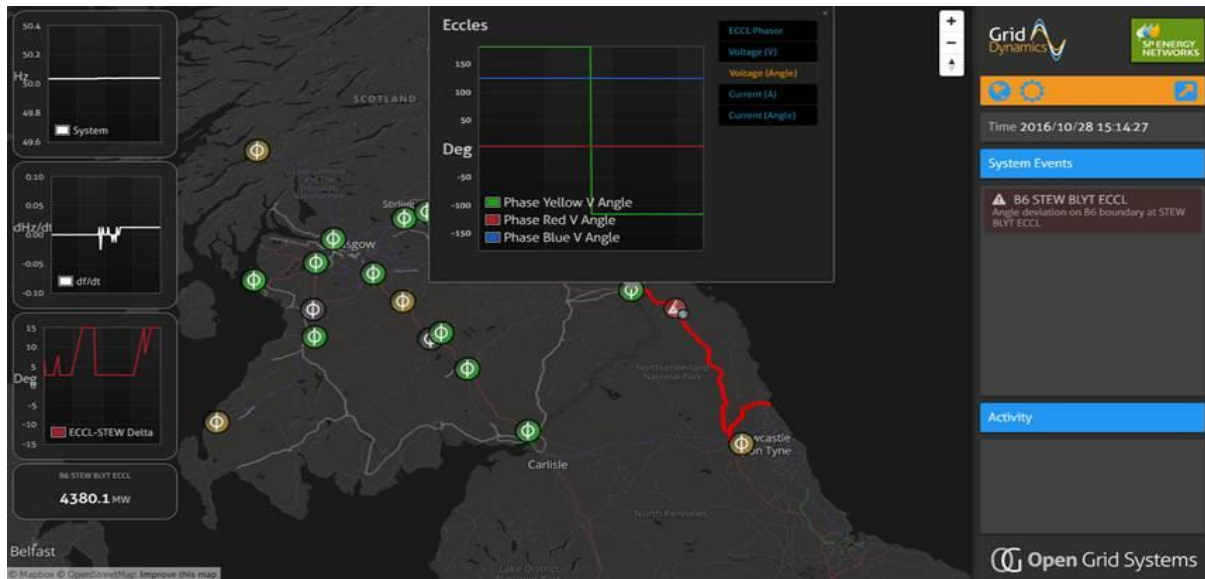 50.4
50.2
Hz
50.0
49.8
System
49.6
0.10
0.05
dHz/dt
0.00
-0.05
df/dt
-0.10
15
10
5
Deg
-5
-10
ECCL-STEW Delta
-15
B6 STEW BLYT ECCL
4380.1 MW
Belfast
© Mapbox © OpenStreetMap Improve this map
SCOTLAND
Stirling
Carlisle
Northumberland
National Park
North Pennines
Lake District
Eccles
150
100
50
Deg
-50
-100
-150
Phase Yellow V Angle
Phase Red V Angle
Phase Blue V Angle
ECCL Phasor
Voltage (V)
Voltage (Angle)
Current (A)
Current (Angle)
+
−
Grid
Dynamics
SP ENERGY
NETWORKS
Time 2016/10/28 15:14:27
System Events
B6 STEW BLYT ECCL
Angle deviation on B6 boundary at STEW
BLYT ECCL
Activity
Open Grid Systems